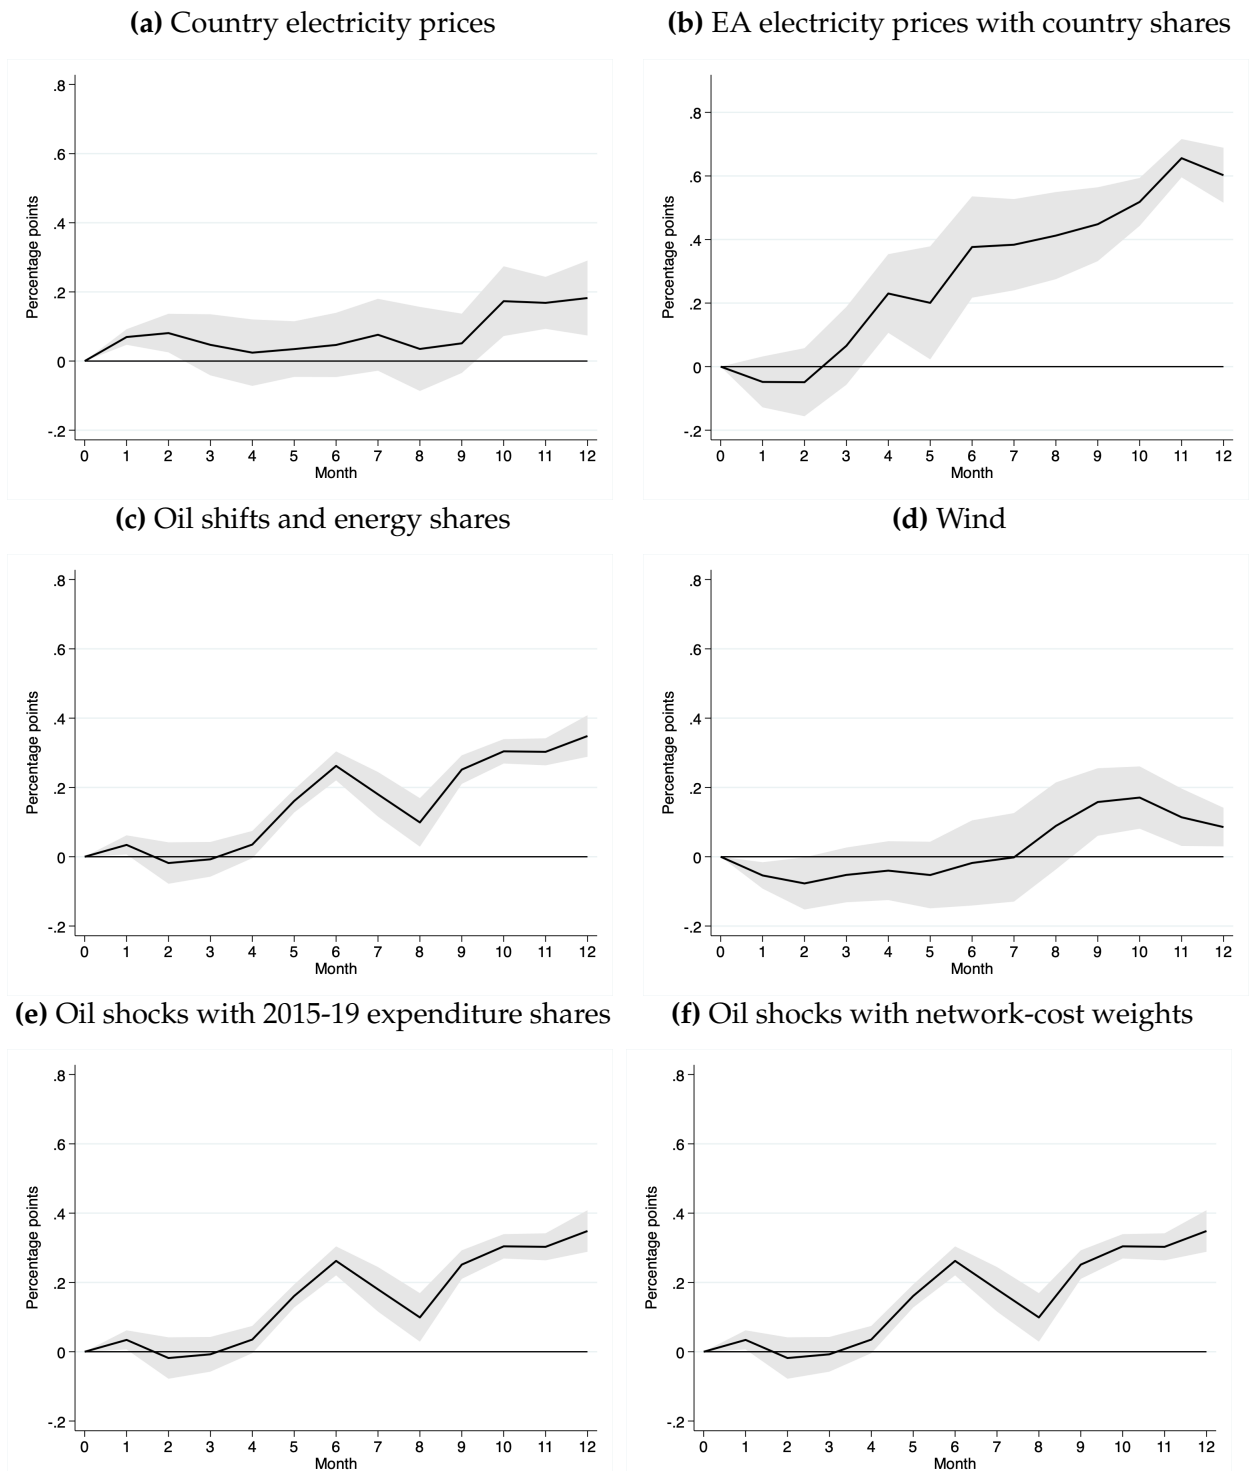 (a) Country electricity prices
.8
.6
.4
.2
0
-.2
Percentage points
0 1 2 3 4 5 6 7 8 9 10 11 12
Month
(b) EA electricity prices with country shares
.8
.6
.4
.2
0
-.2
Percentage points
0 1 2 3 4 5 6 7 8 9 10 11 12
Month
(c) Oil shifts and energy shares
.8
.6
.4
.2
0
-.2
Percentage points
0 1 2 3 4 5 6 7 8 9 10 11 12
Month
(d) Wind
.8
.6
.4
.2
0
-.2
Percentage points
0 1 2 3 4 5 6 7 8 9 10 11 12
Month
(e) Oil shocks with 2015-19 expenditure shares
.8
.6
.4
.2
0
-.2
Percentage points
0 1 2 3 4 5 6 7 8 9 10 11 12
Month
(f) Oil shocks with network-cost weights
.8
.6
.4
.2
0
-.2
Percentage points
0 1 2 3 4 5 6 7 8 9 10 11 12
Month